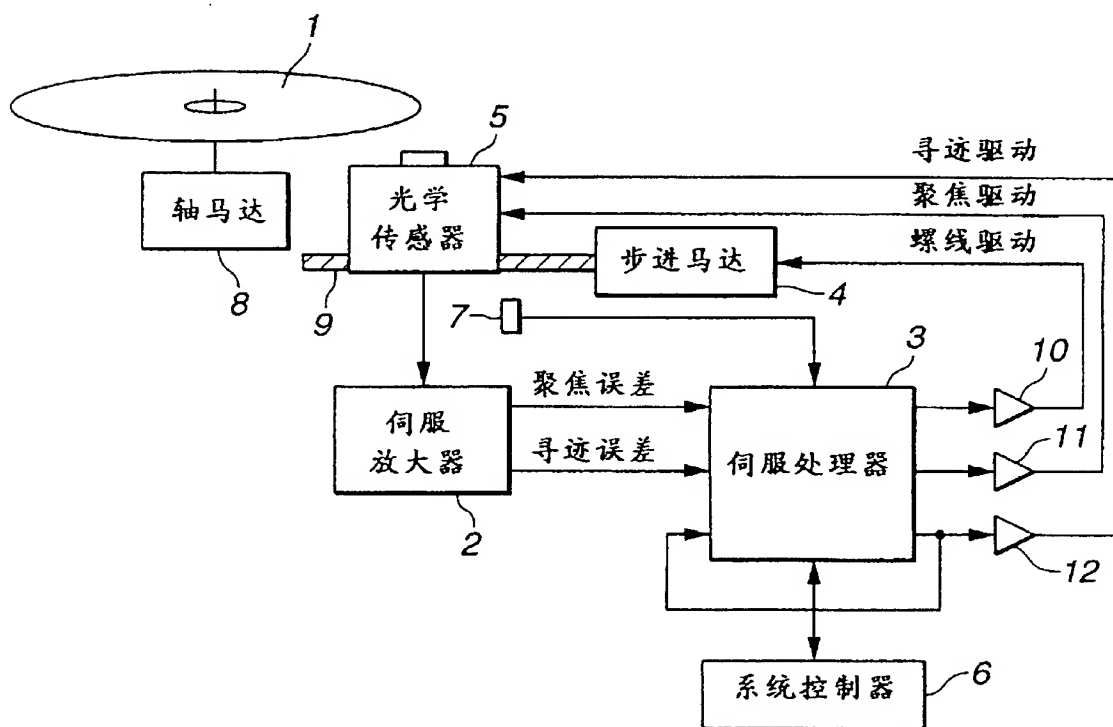 1
5
寻迹驱动
聚焦驱动
螺线驱动
轴马达
光学
传感器
步进马达
8
9
7
4
3
10
聚焦误差
寻迹误差
伺服
放大器
伺服处理器
11
2
12
系统控制器
6